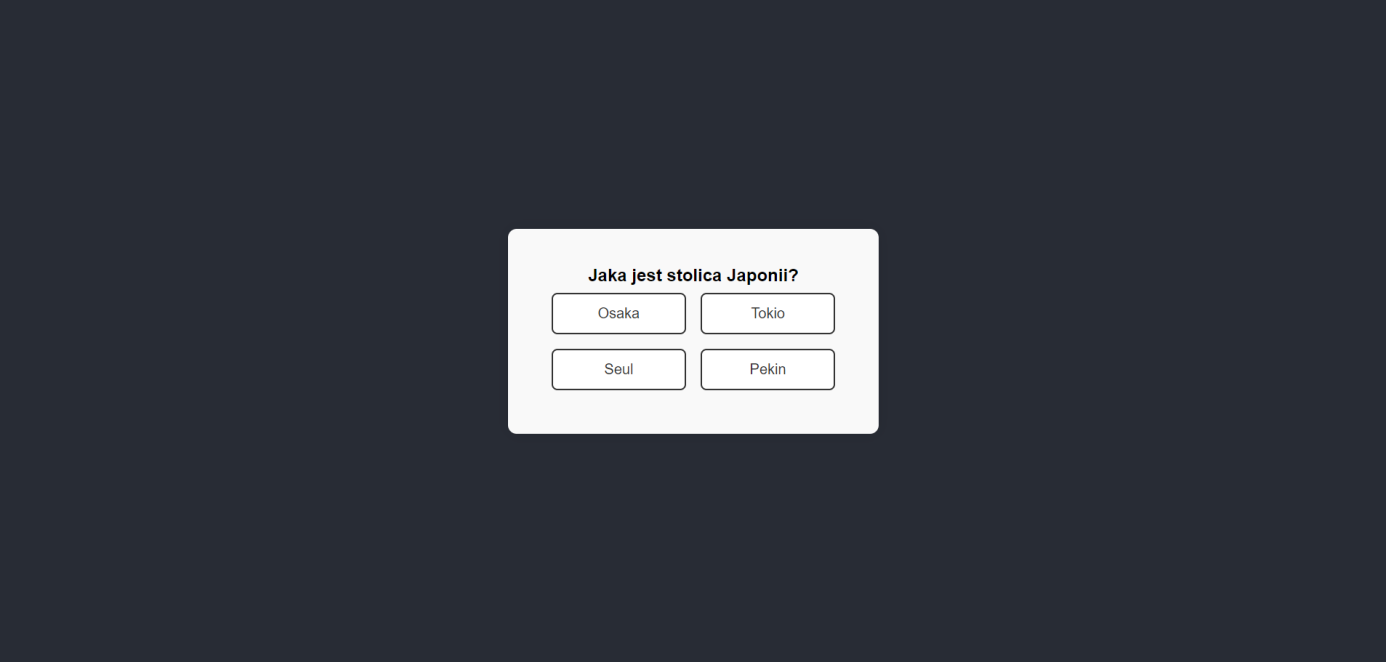 Jaka jest stolica Japonii?
Osaka
Tokio
Seul
Pekin